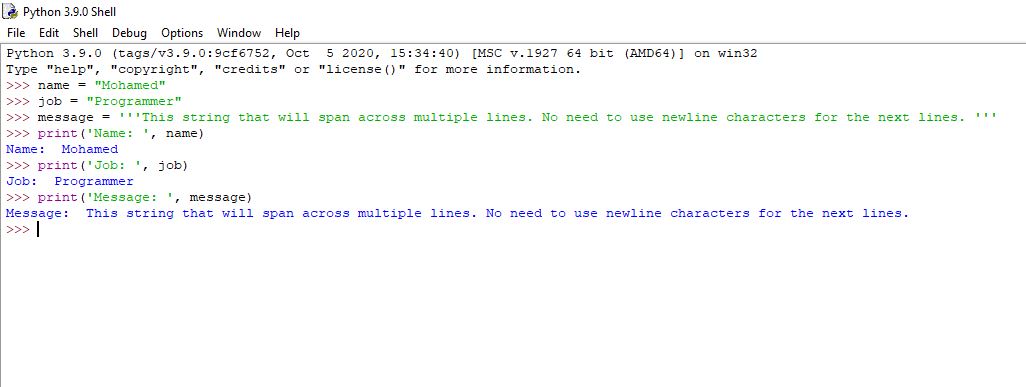 Python 3.9.0 Shell
File Edit Shell Debug Options Window Help
Python 3.9.0 (tags/v3.9.0:9cf6752, Oct  5 2020, 15:34:40) [MSC v.1927 64 bit (AMD64)] on win32
Type "help", "copyright", "credits" or "license()" for more information.
>>> name = "Mohamed"
>>> job = "Programmer"
>>> message = '''This string that will span across multiple lines. No need to use newline characters for the next lines. '''
>>> print('Name: ', name)
Name:  Mohamed
>>> print('Job: ', job)
Job:  Programmer
>>> print('Message: ', message)
Message:  This string that will span across multiple lines. No need to use newline characters for the next lines.
>>>